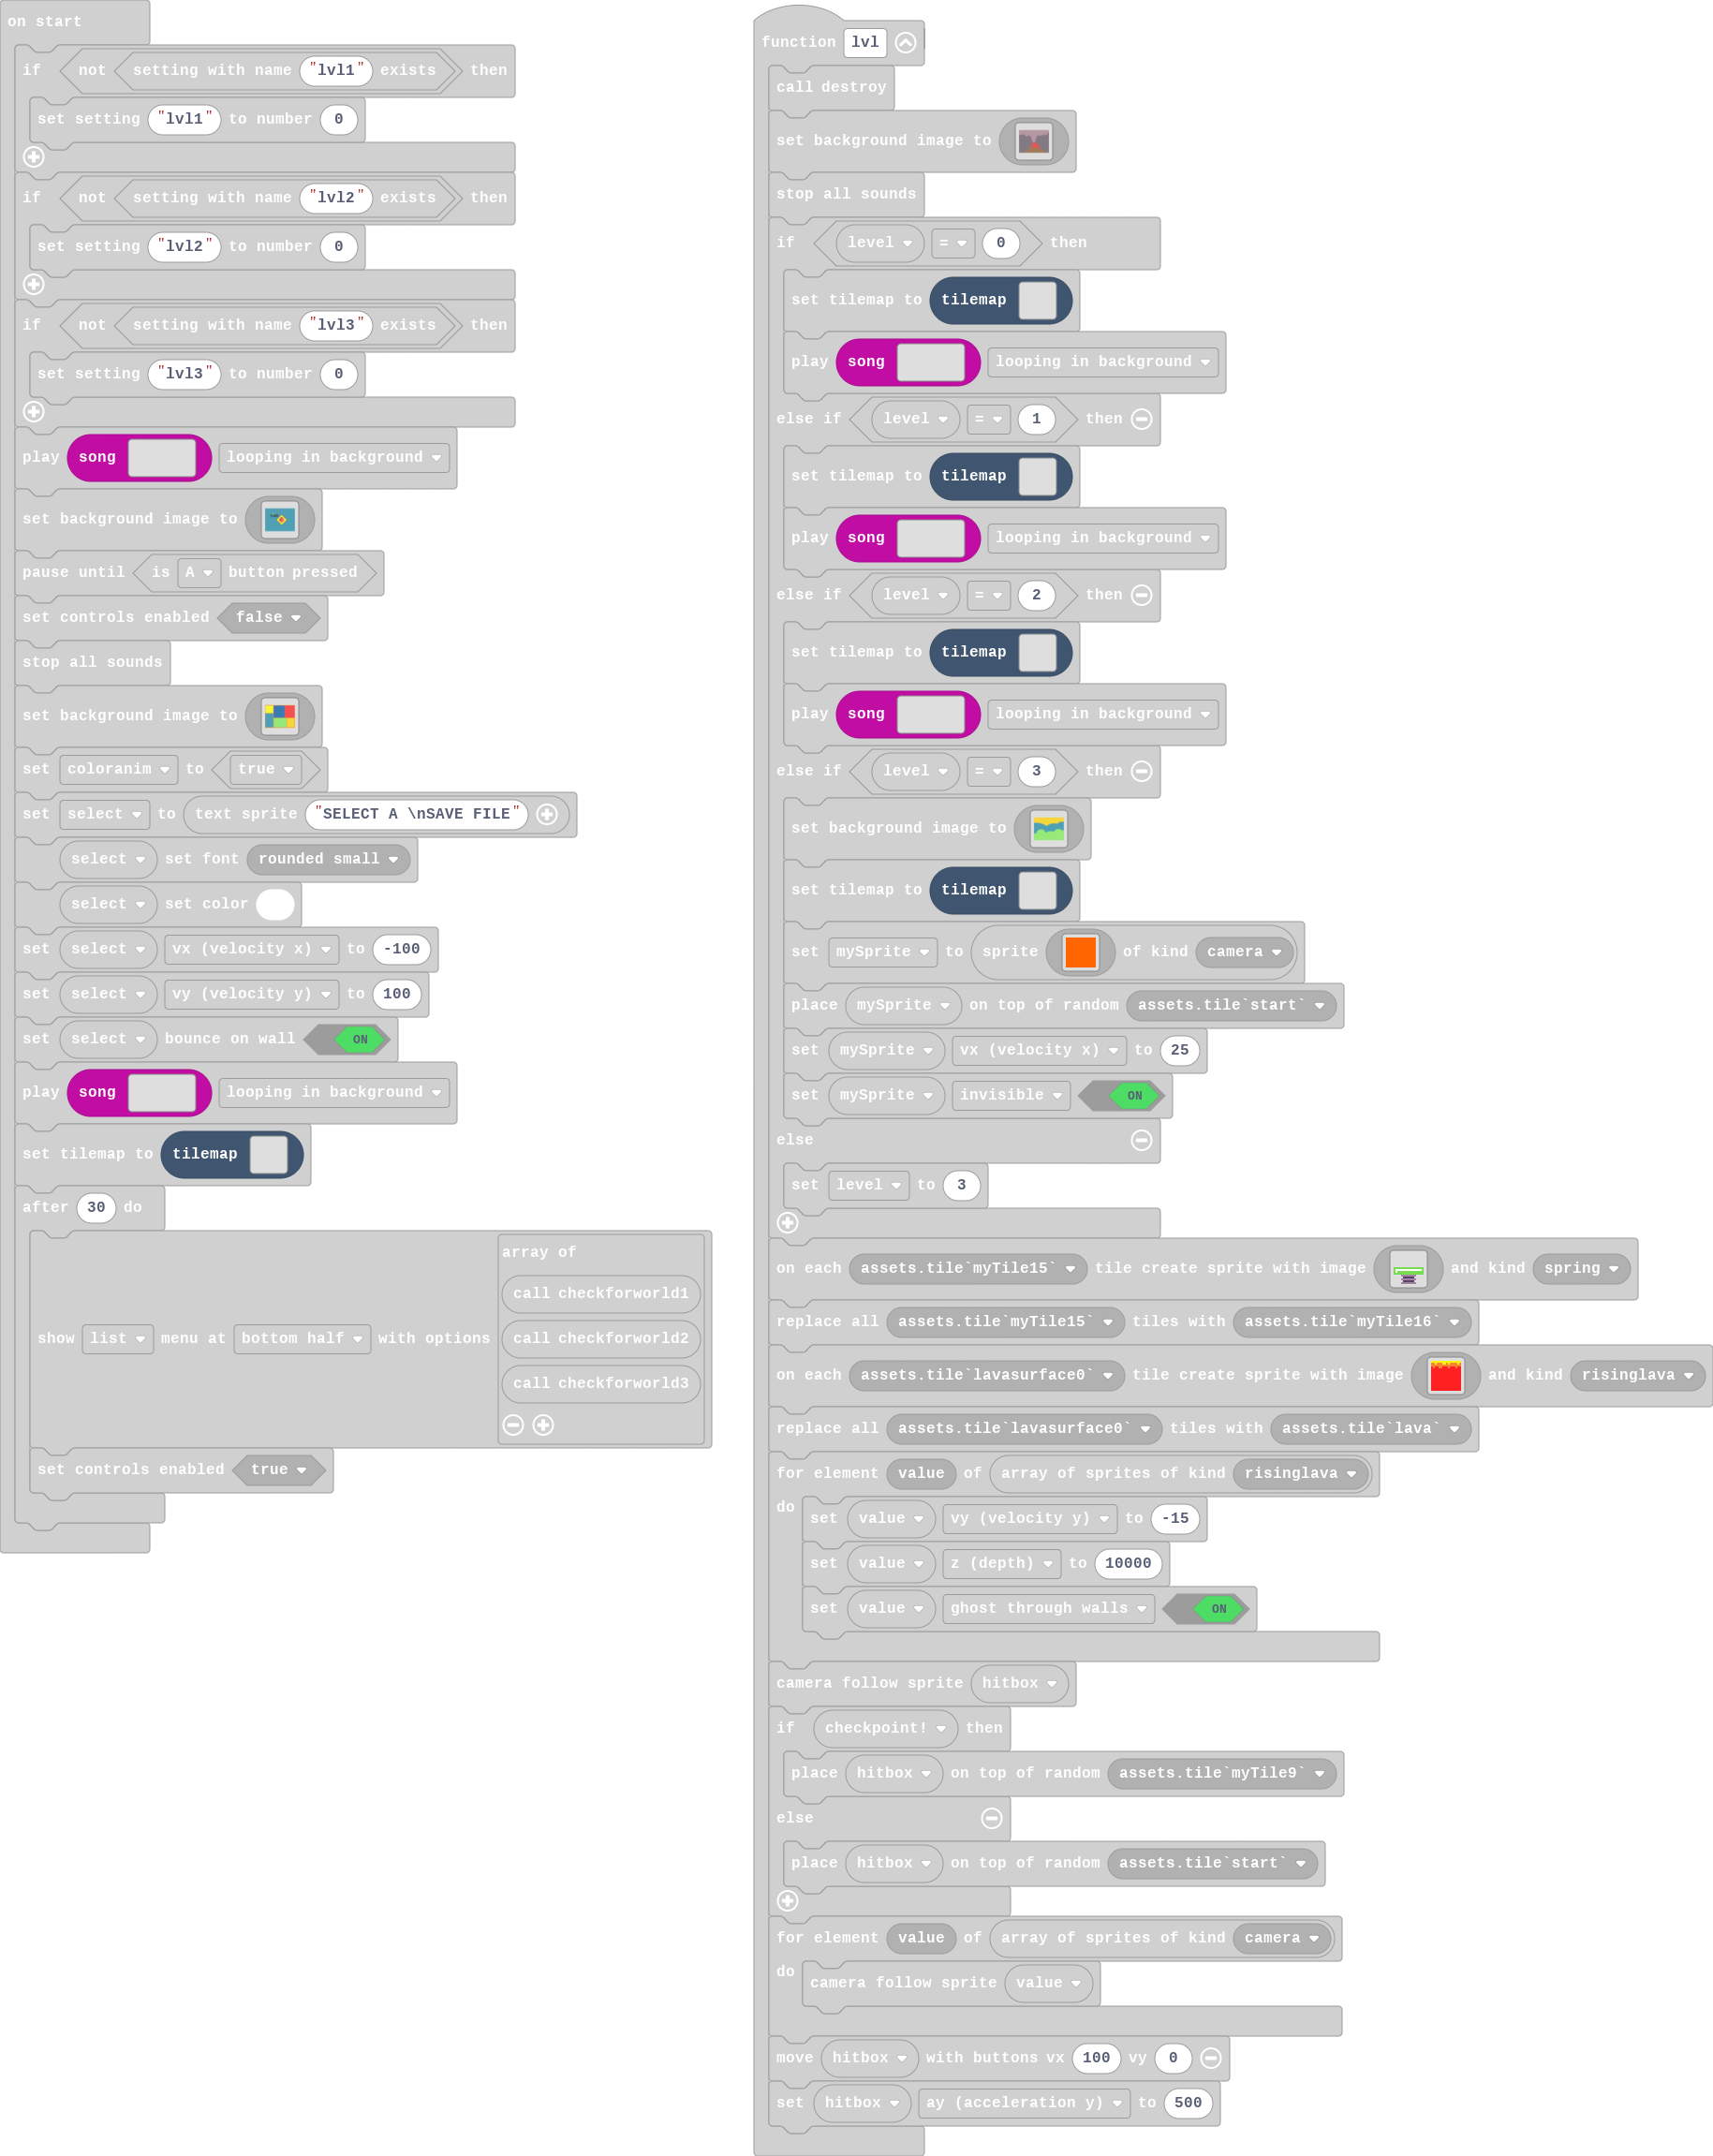 on start
if not setting with name "lvl1" exists then
set setting "lvl1" to number 0
if not setting with name "lvl2" exists then
set setting "lvl2" to number 0
if not setting with name "lvl3" exists then
set setting "lvl3" to number 0
play song looping in background
set background image to
pause until is A button pressed
set controls enabled false
stop all sounds
set background image to
set coloranim to true
set select to text sprite "SELECT A \nSAVE FILE"
select set font rounded small
select set color
set select vx (velocity x) to -100
set select vy (velocity y) to 100
set select bounce on wall ON
play song looping in background
set tilemap to tilemap
after 30 do
array of
call checkforworld1
show list menu at bottom half with options call checkforworld2
call checkforworld3
set controls enabled true
function lvl
call destroy
set background image to
stop all sounds
if level = 0 then
set tilemap to tilemap
play song looping in background
else if level = 1 then
set tilemap to tilemap
play song looping in background
else if level = 2 then
set tilemap to tilemap
play song looping in background
else if level = 3 then
set background image to
set tilemap to tilemap
set mySprite to sprite of kind camera
place mySprite on top of random assets.tile`start`
set mySprite vx (velocity x) to 25
set mySprite invisible ON
else
set level to 3
on each assets.tile`myTile15` tile create sprite with image and kind spring
replace all assets.tile`myTile15` tiles with assets.tile`myTile16`
on each assets.tile`lavasurface0` tile create sprite with image and kind risinglava
replace all assets.tile`lavasurface0` tiles with assets.tile`lava`
for element value of array of sprites of kind risinglava
do set value vy (velocity y) to -15
set value z (depth) to 10000
set value ghost through walls ON
camera follow sprite hitbox
if checkpoint! then
place hitbox on top of random assets.tile`myTile9`
else
place hitbox on top of random assets.tile`start`
for element value of array of sprites of kind camera
do camera follow sprite value
move hitbox with buttons vx 100 vy 0
set hitbox ay (acceleration y) to 500